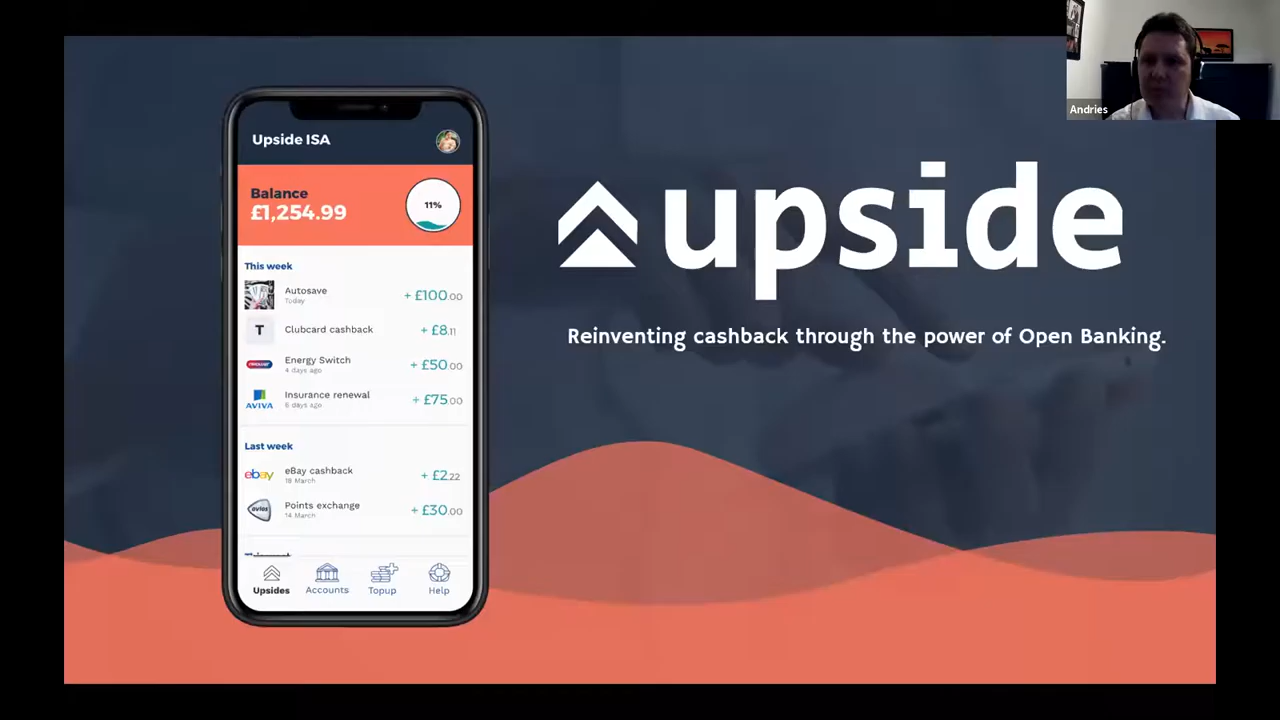 Andries
Upside ISA
Balance
£1,254.99
11%
This week
Autosave
Today
+ £100.00
T
Clubcard cashback
+ £8.11
Energy Switch
4 days ago
+ £50.00
AVIVA
Insurance renewal
6 days ago
+ £75.00
Last week
ebay
eBay cashback
18 March
+ £2.22
avios
Points exchange
14 March
+ £30.00
Upsides
Accounts
Topup
Help
upside
Reinventing cashback through the power of Open Banking.